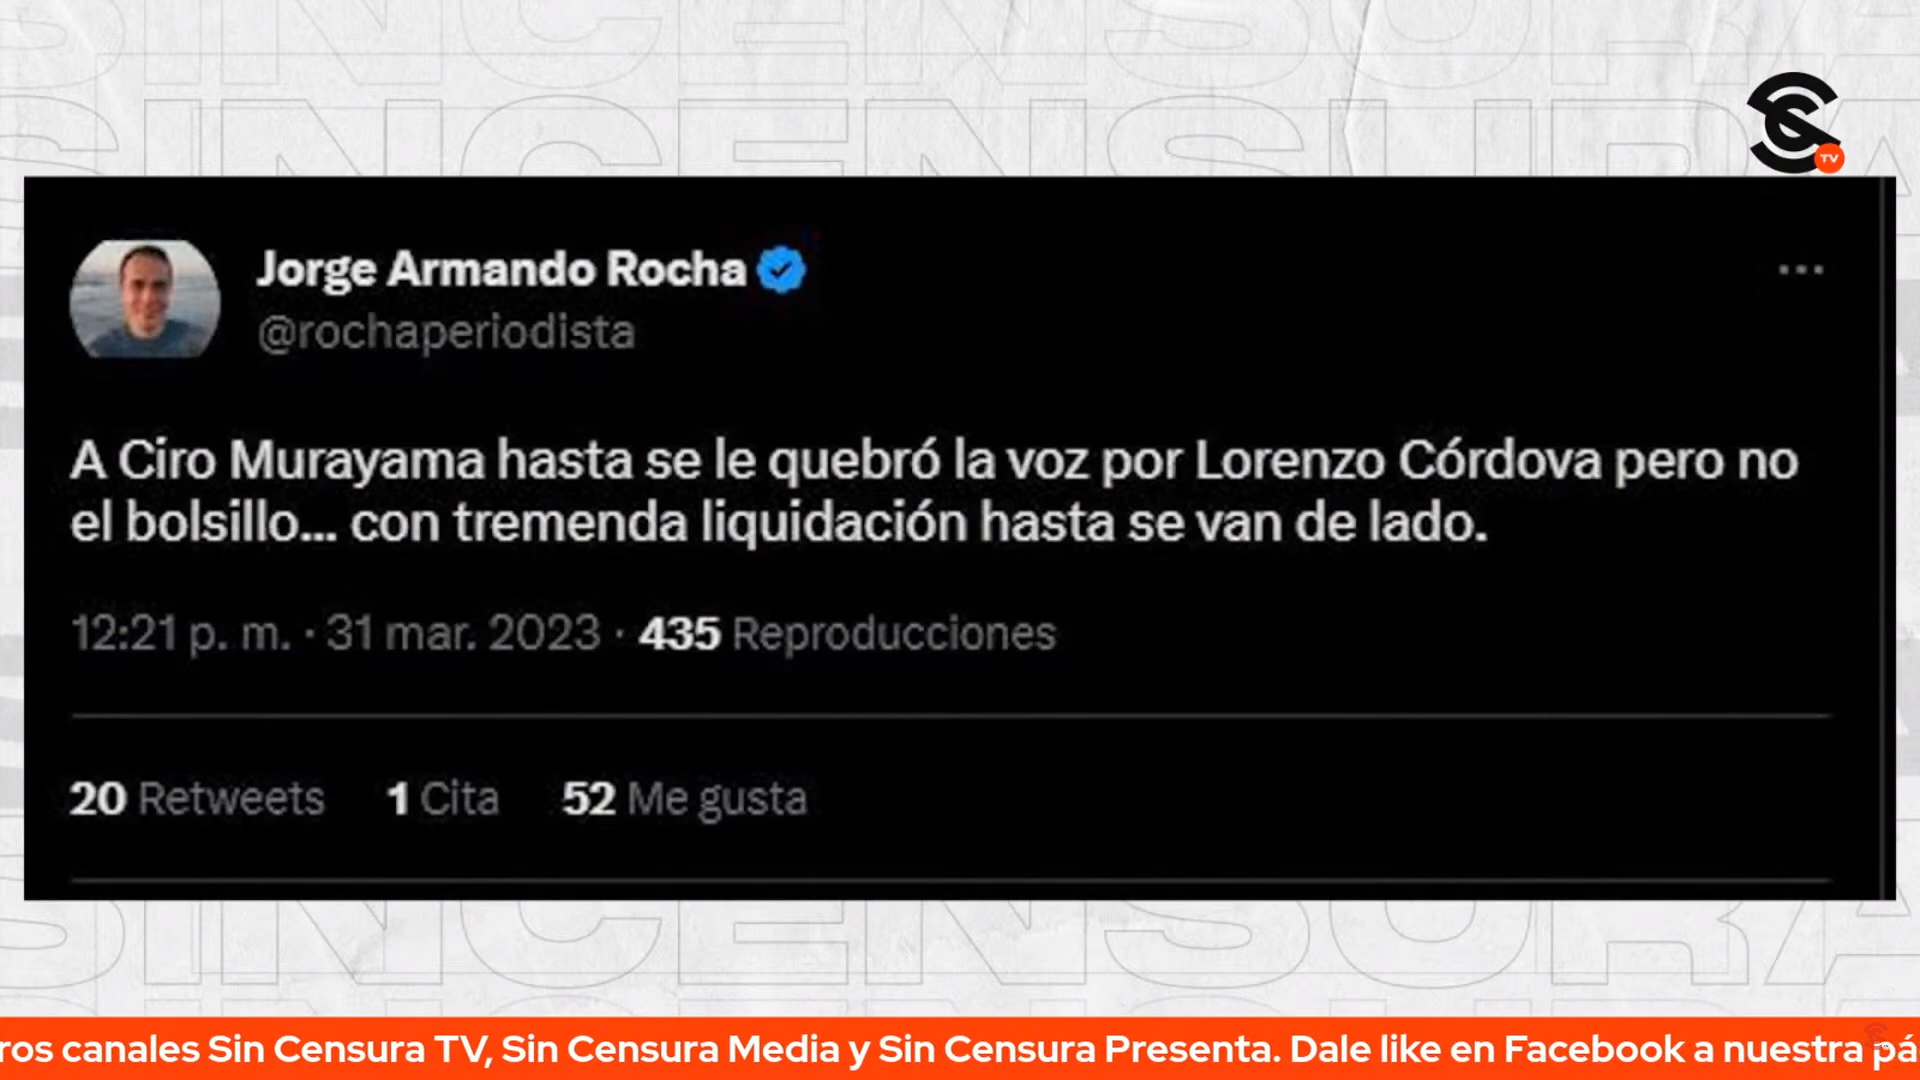 SINCENSURA
SINCENSURA
TV
Jorge Armando Rocha
@rochaperiodista
A Ciro Murayama hasta se le quebró la voz por Lorenzo Córdova pero no
el bolsillo... con tremenda liquidación hasta se van de lado.
12:21 p. m. · 31 mar. 2023 · 435 Reproducciones
20 Retweets 1 Cita 52 Me gusta
SINCENSURA
ros canales Sin Censura TV, Sin Censura Media y Sin Censura Presenta. Dale like en Facebook a nuestra pá